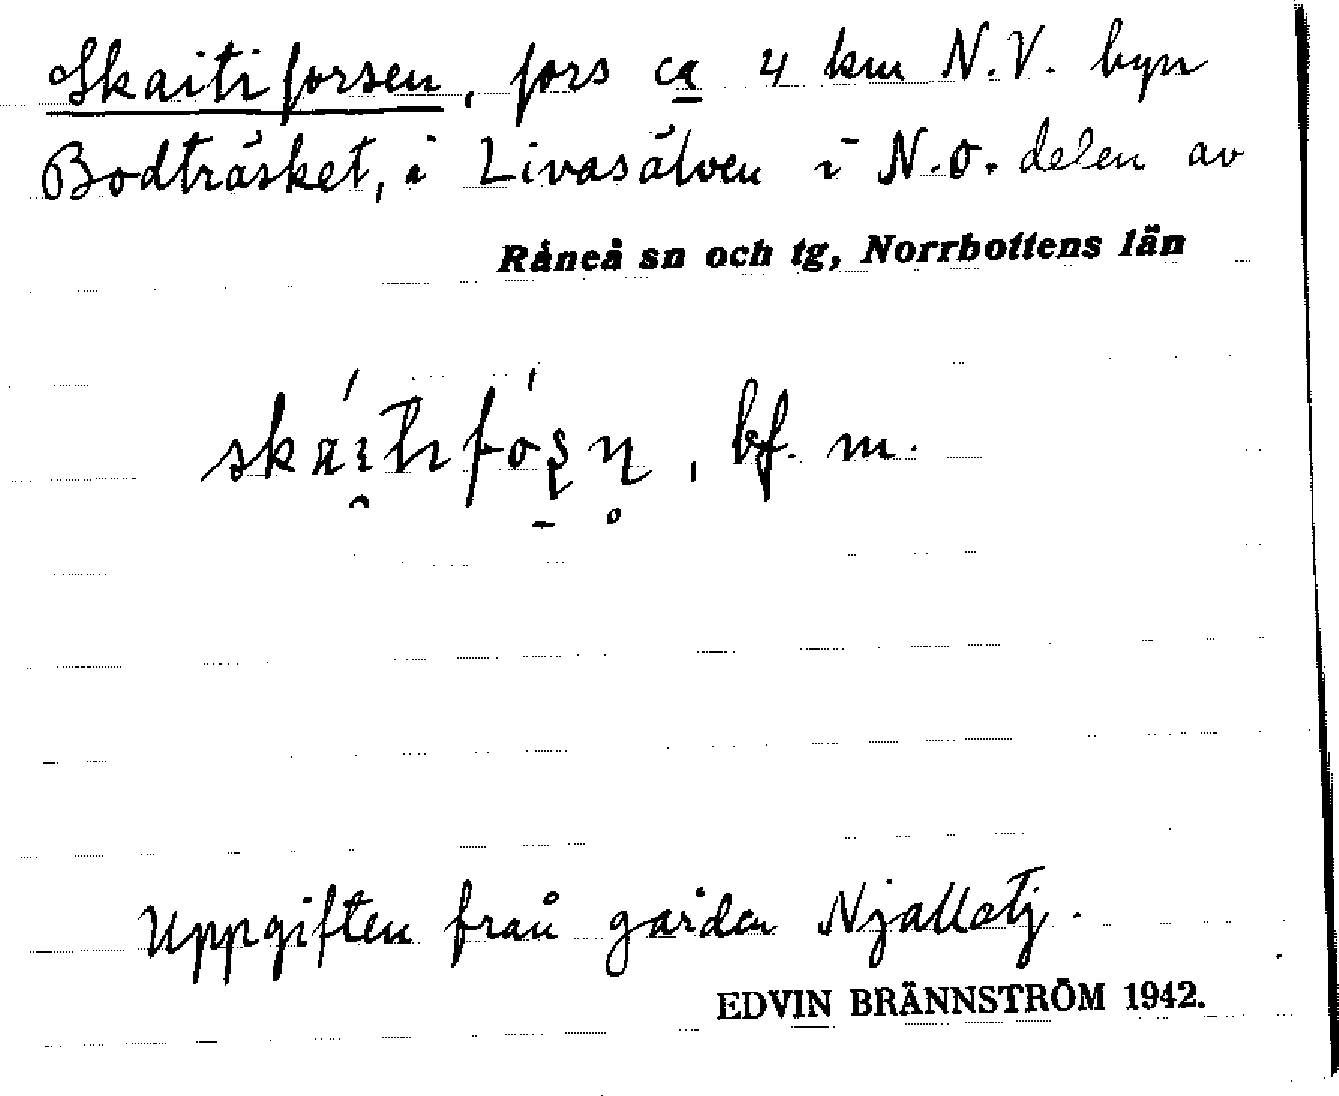 Skaitiforsen, fors ca 4 km N.V. byn
Bodträsket, i Livasälven i N.O. delen av
Råneå sn och tg, Norrbottens län
bf. m.
Uppgiften från gården Njalletj.
EDVIN BRÄNNSTRÖM 1942.